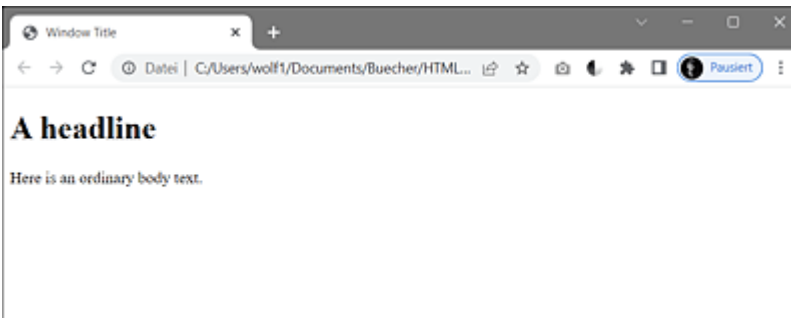 Window Title
Datei | C:/Users/wolf1/Documents/Buecher/HTML...
Pausiert
A headline
Here is an ordinary body text.